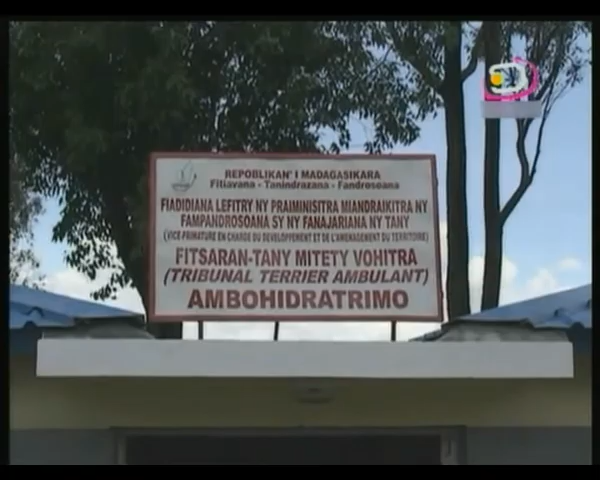 REPOBLIKAN' I MADAGASIKARA
Fitiavana - Tanindrazana - Fandrosoana
FIADIDIANA LEFITRY NY PRAIMINISITRA MIANDRAIKITRA NY
FAMPANDROSOANA SY NY FANAJARIANA NY TANY
(VICE-PRIMATURE EN CHARGE DU DEVELOPPEMENT ET DE L'AMENAGEMENT DU TERRITOIRE)
FITSARAN-TANY MITETY VOHITRA
(TRIBUNAL TERRIER AMBULANT)
AMBOHIDRATRIMO